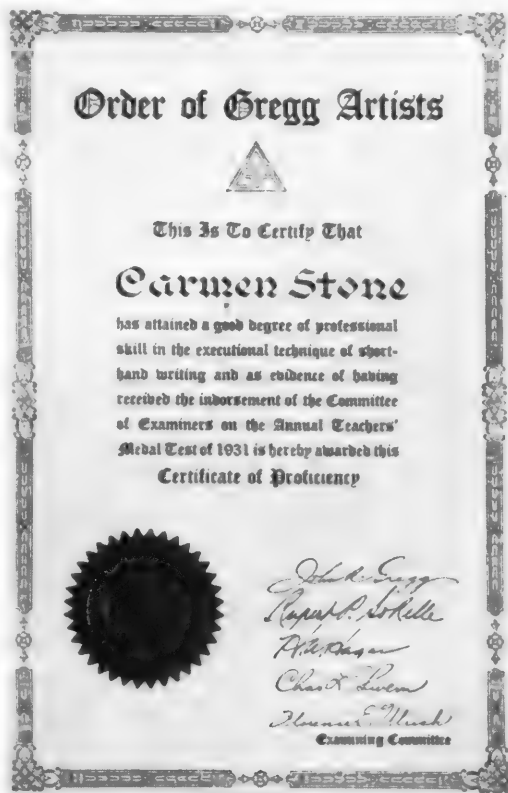 Order of Gregg Artists
This Is To Certify That
Carmen Stone
has attained a good degree of professional
skill in the executional technique of short-
hand writing and as evidence of having
received the indorsement of the Committee
of Examiners on the Annual Teachers'
Medal Test of 1931 is hereby awarded this
Certificate of Proficiency
John R. Gregg
Rupert P. SoRelle
Chas L. Swem
Florence E. Ulrich
Examining Committee